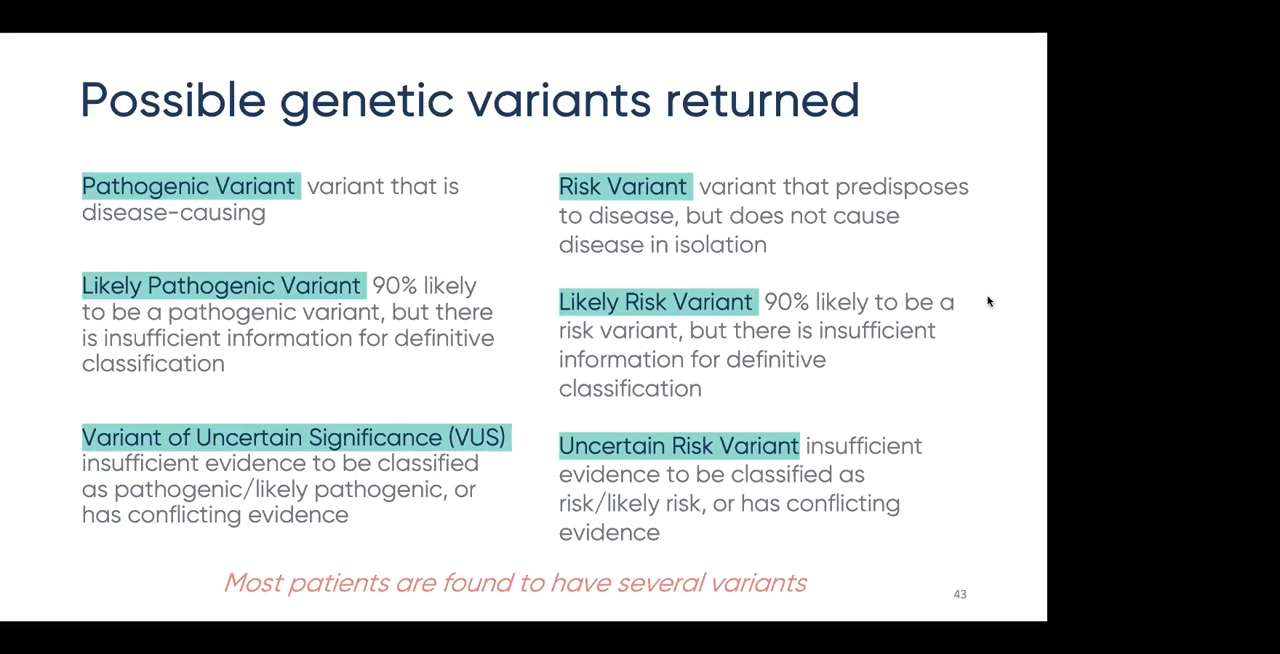 Possible genetic variants returned
Pathogenic Variant variant that is
disease-causing
Likely Pathogenic Variant 90% likely
to be a pathogenic variant, but there
is insufficient information for definitive
classification
Variant of Uncertain Significance (VUS)
insufficient evidence to be classified
as pathogenic/likely pathogenic, or
has conflicting evidence
Risk Variant variant that predisposes
to disease, but does not cause
disease in isolation
Likely Risk Variant 90% likely to be a
risk variant, but there is insufficient
information for definitive
classification
Uncertain Risk Variant insufficient
evidence to be classified as
risk/likely risk, or has conflicting
evidence
Most patients are found to have several variants
43